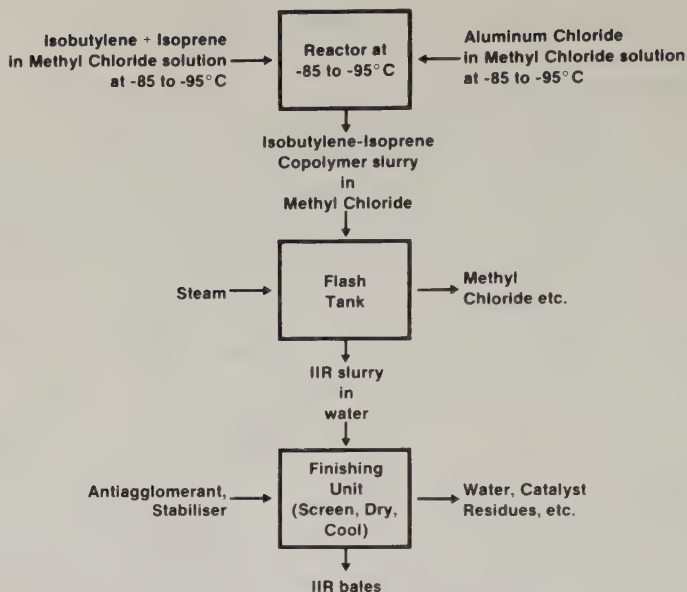 Isobutylene + Isoprene
in Methyl Chloride solution
at -85 to -95°C
Reactor at
-85 to -95°C
Aluminum Chloride
in Methyl Chloride solution
at -85 to -95°C
Isobutylene-Isoprene
Copolymer slurry
in
Methyl Chloride
Steam
Flash
Tank
Methyl
Chloride etc.
IIR slurry
in
water
Antiagglomerant,
Stabiliser
Finishing
Unit
(Screen, Dry,
Cool)
Water, Catalyst
Residues, etc.
IIR bales